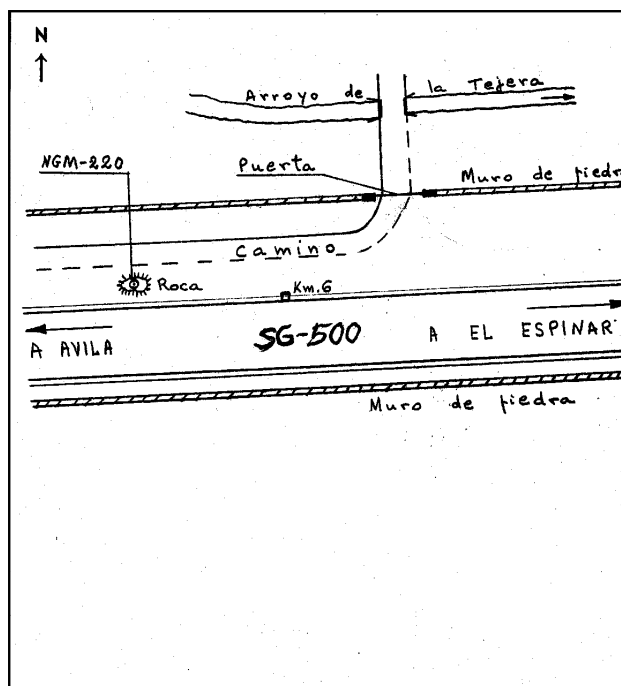 N
Arroyo de la Tejera
NGM-220
Puerta
Muro de piedra
Camino
Roca
Km.6
A AVILA
SG-500
A EL ESPINAR
Muro de piedra